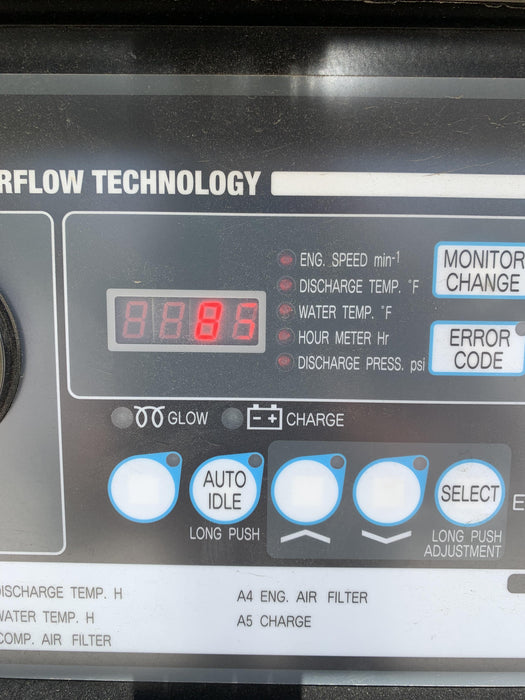 RFLOW TECHNOLOGY
85
ENG. SPEED min-1
DISCHARGE TEMP. °F
WATER TEMP. °F
HOUR METER Hr
DISCHARGE PRESS. psi
MONITOR
CHANGE
ERROR
CODE
GLOW
- +
CHARGE
AUTO
IDLE
SELECT
E
LONG PUSH
LONG PUSH
ADJUSTMENT
DISCHARGE TEMP. H
WATER TEMP. H
COMP. AIR FILTER
A4 ENG. AIR FILTER
A5 CHARGE